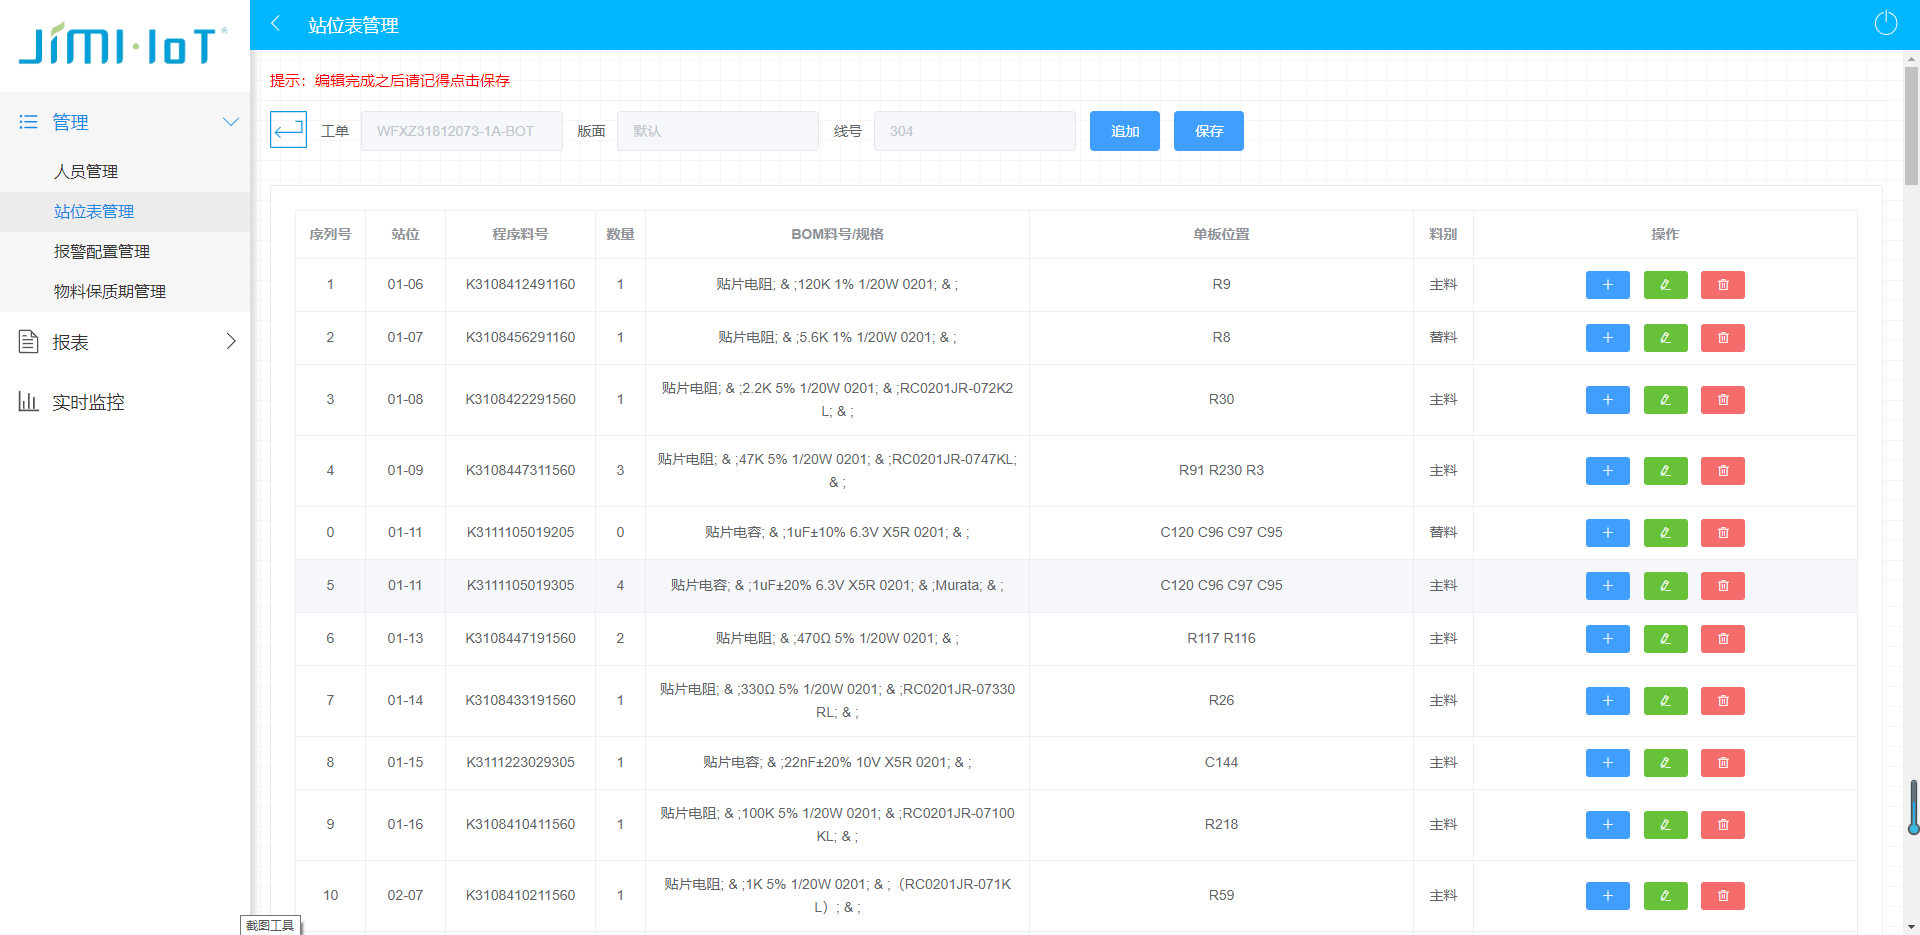 JIMI·IoT®
站位表管理
管理
人员管理
站位表管理
报警配置管理
物料保质期管理
报表
实时监控
提示：编辑完成之后请记得点击保存
工单 WFXZ31812073-1A-BOT 版面 默认 线号 304 追加 保存
序列号 站位 程序料号 数量 BOM料号/规格 单板位置 料别 操作
1 01-06 K3108412491160 1 贴片电阻; & ;120K 1% 1/20W 0201; & ; R9 主料
2 01-07 K3108456291160 1 贴片电阻; & ;5.6K 1% 1/20W 0201; & ; R8 替料
3 01-08 K3108422291560 1 贴片电阻; & ;2.2K 5% 1/20W 0201; & ;RC0201JR-072K2
L; & ; R30 主料
4 01-09 K3108447311560 3 贴片电阻; & ;47K 5% 1/20W 0201; & ;RC0201JR-0747KL;
& ; R91 R230 R3 主料
0 01-11 K3111105019205 0 贴片电容; & ;1uF±10% 6.3V X5R 0201; & ; C120 C96 C97 C95 替料
5 01-11 K3111105019305 4 贴片电容; & ;1uF±20% 6.3V X5R 0201; & ;Murata; & ; C120 C96 C97 C95 主料
6 01-13 K3108447191560 2 贴片电阻; & ;470Ω 5% 1/20W 0201; & ; R117 R116 主料
7 01-14 K3108433191560 1 贴片电阻; & ;330Ω 5% 1/20W 0201; & ;RC0201JR-07330
RL; & ; R26 主料
8 01-15 K3111223029305 1 贴片电容; & ;22nF±20% 10V X5R 0201; & ; C144 主料
9 01-16 K3108410411560 1 贴片电阻; & ;100K 5% 1/20W 0201; & ;RC0201JR-07100
KL; & ; R218 主料
10 02-07 K3108410211560 1 贴片电阻; & ;1K 5% 1/20W 0201; & ;（RC0201JR-071K
L）; & ; R59 主料
截图工具